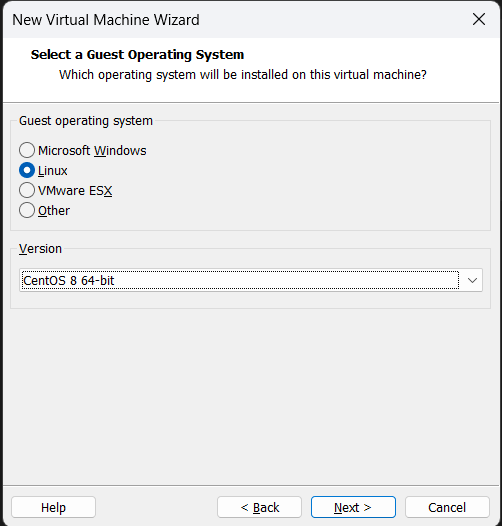 New Virtual Machine Wizard
Select a Guest Operating System
Which operating system will be installed on this virtual machine?
Guest operating system
Microsoft Windows
Linux
VMware ESX
Other
Version
CentOS 8 64-bit
Help
< Back
Next >
Cancel